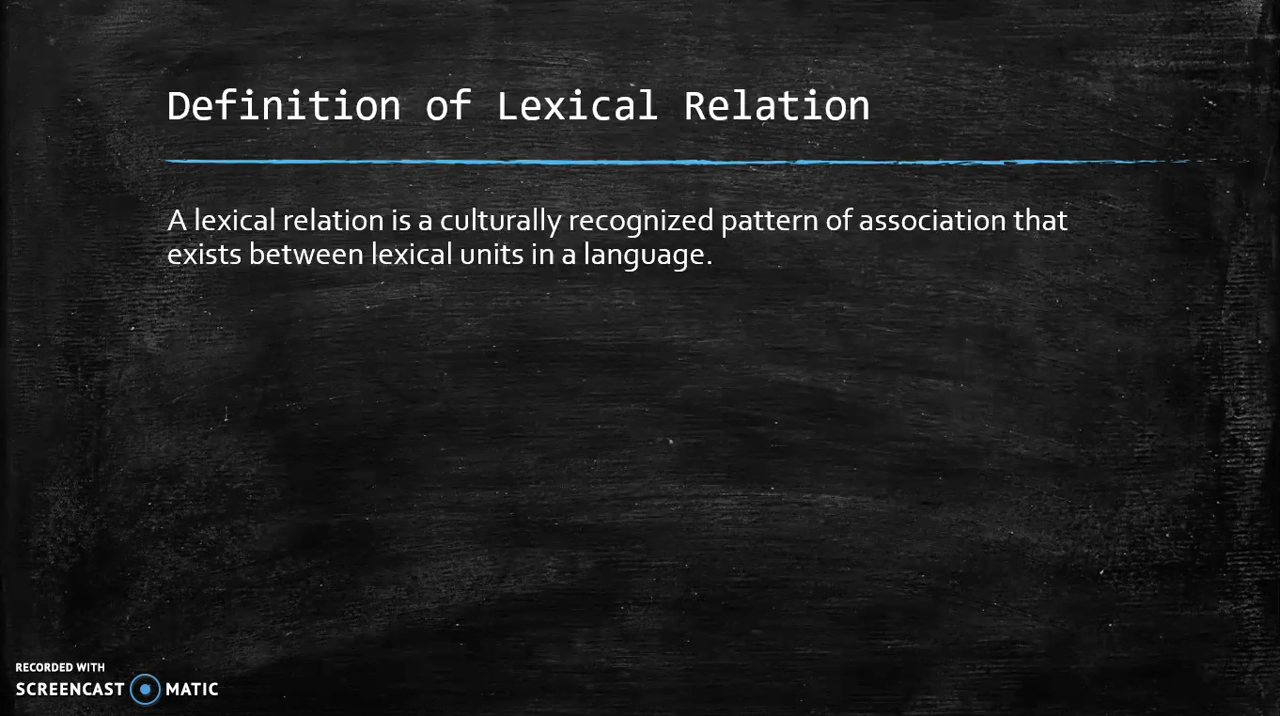 Definition of Lexical Relation
A lexical relation is a culturally recognized pattern of association that
exists between lexical units in a language.
RECORDED WITH
SCREENCAST MATIC